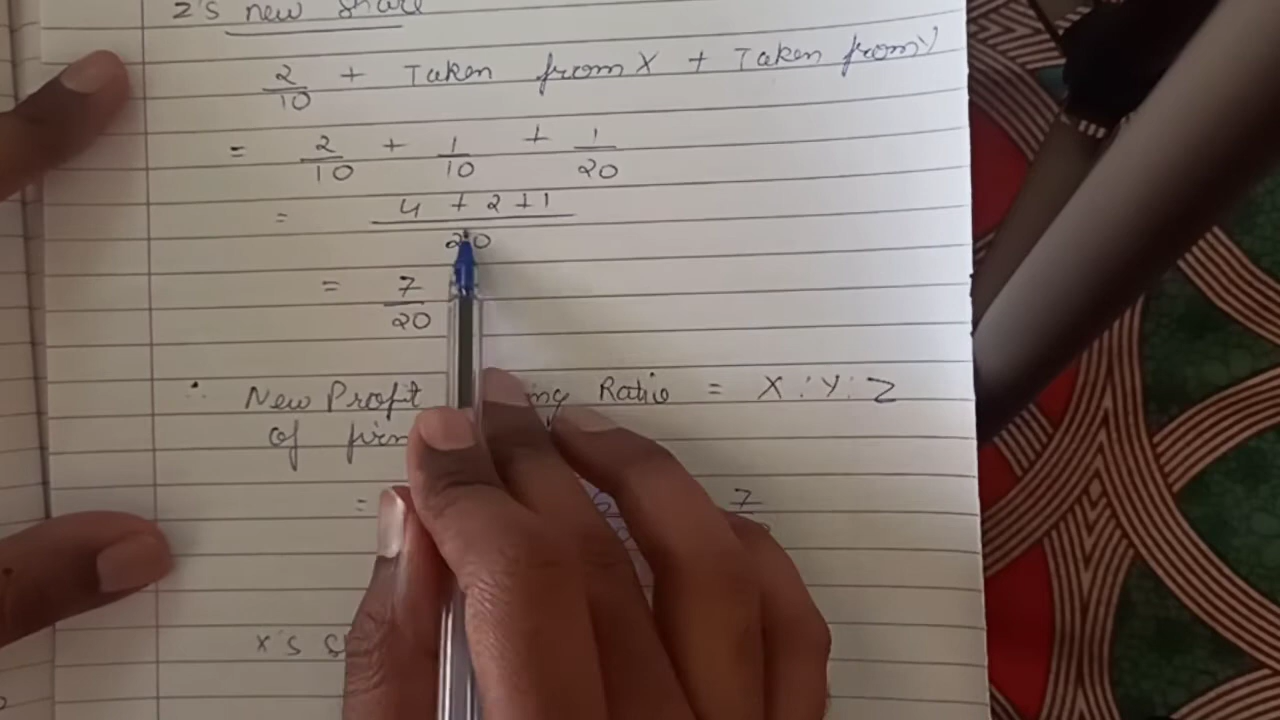 Z's new share
2/10 + Taken from X + Taken from Y
= 2/10 + 1/10 + 1/20
= 4 + 2 + 1 / 20
= 7/20
∴ New Profit Ratio = X : Y : Z
Of
= 7
X's